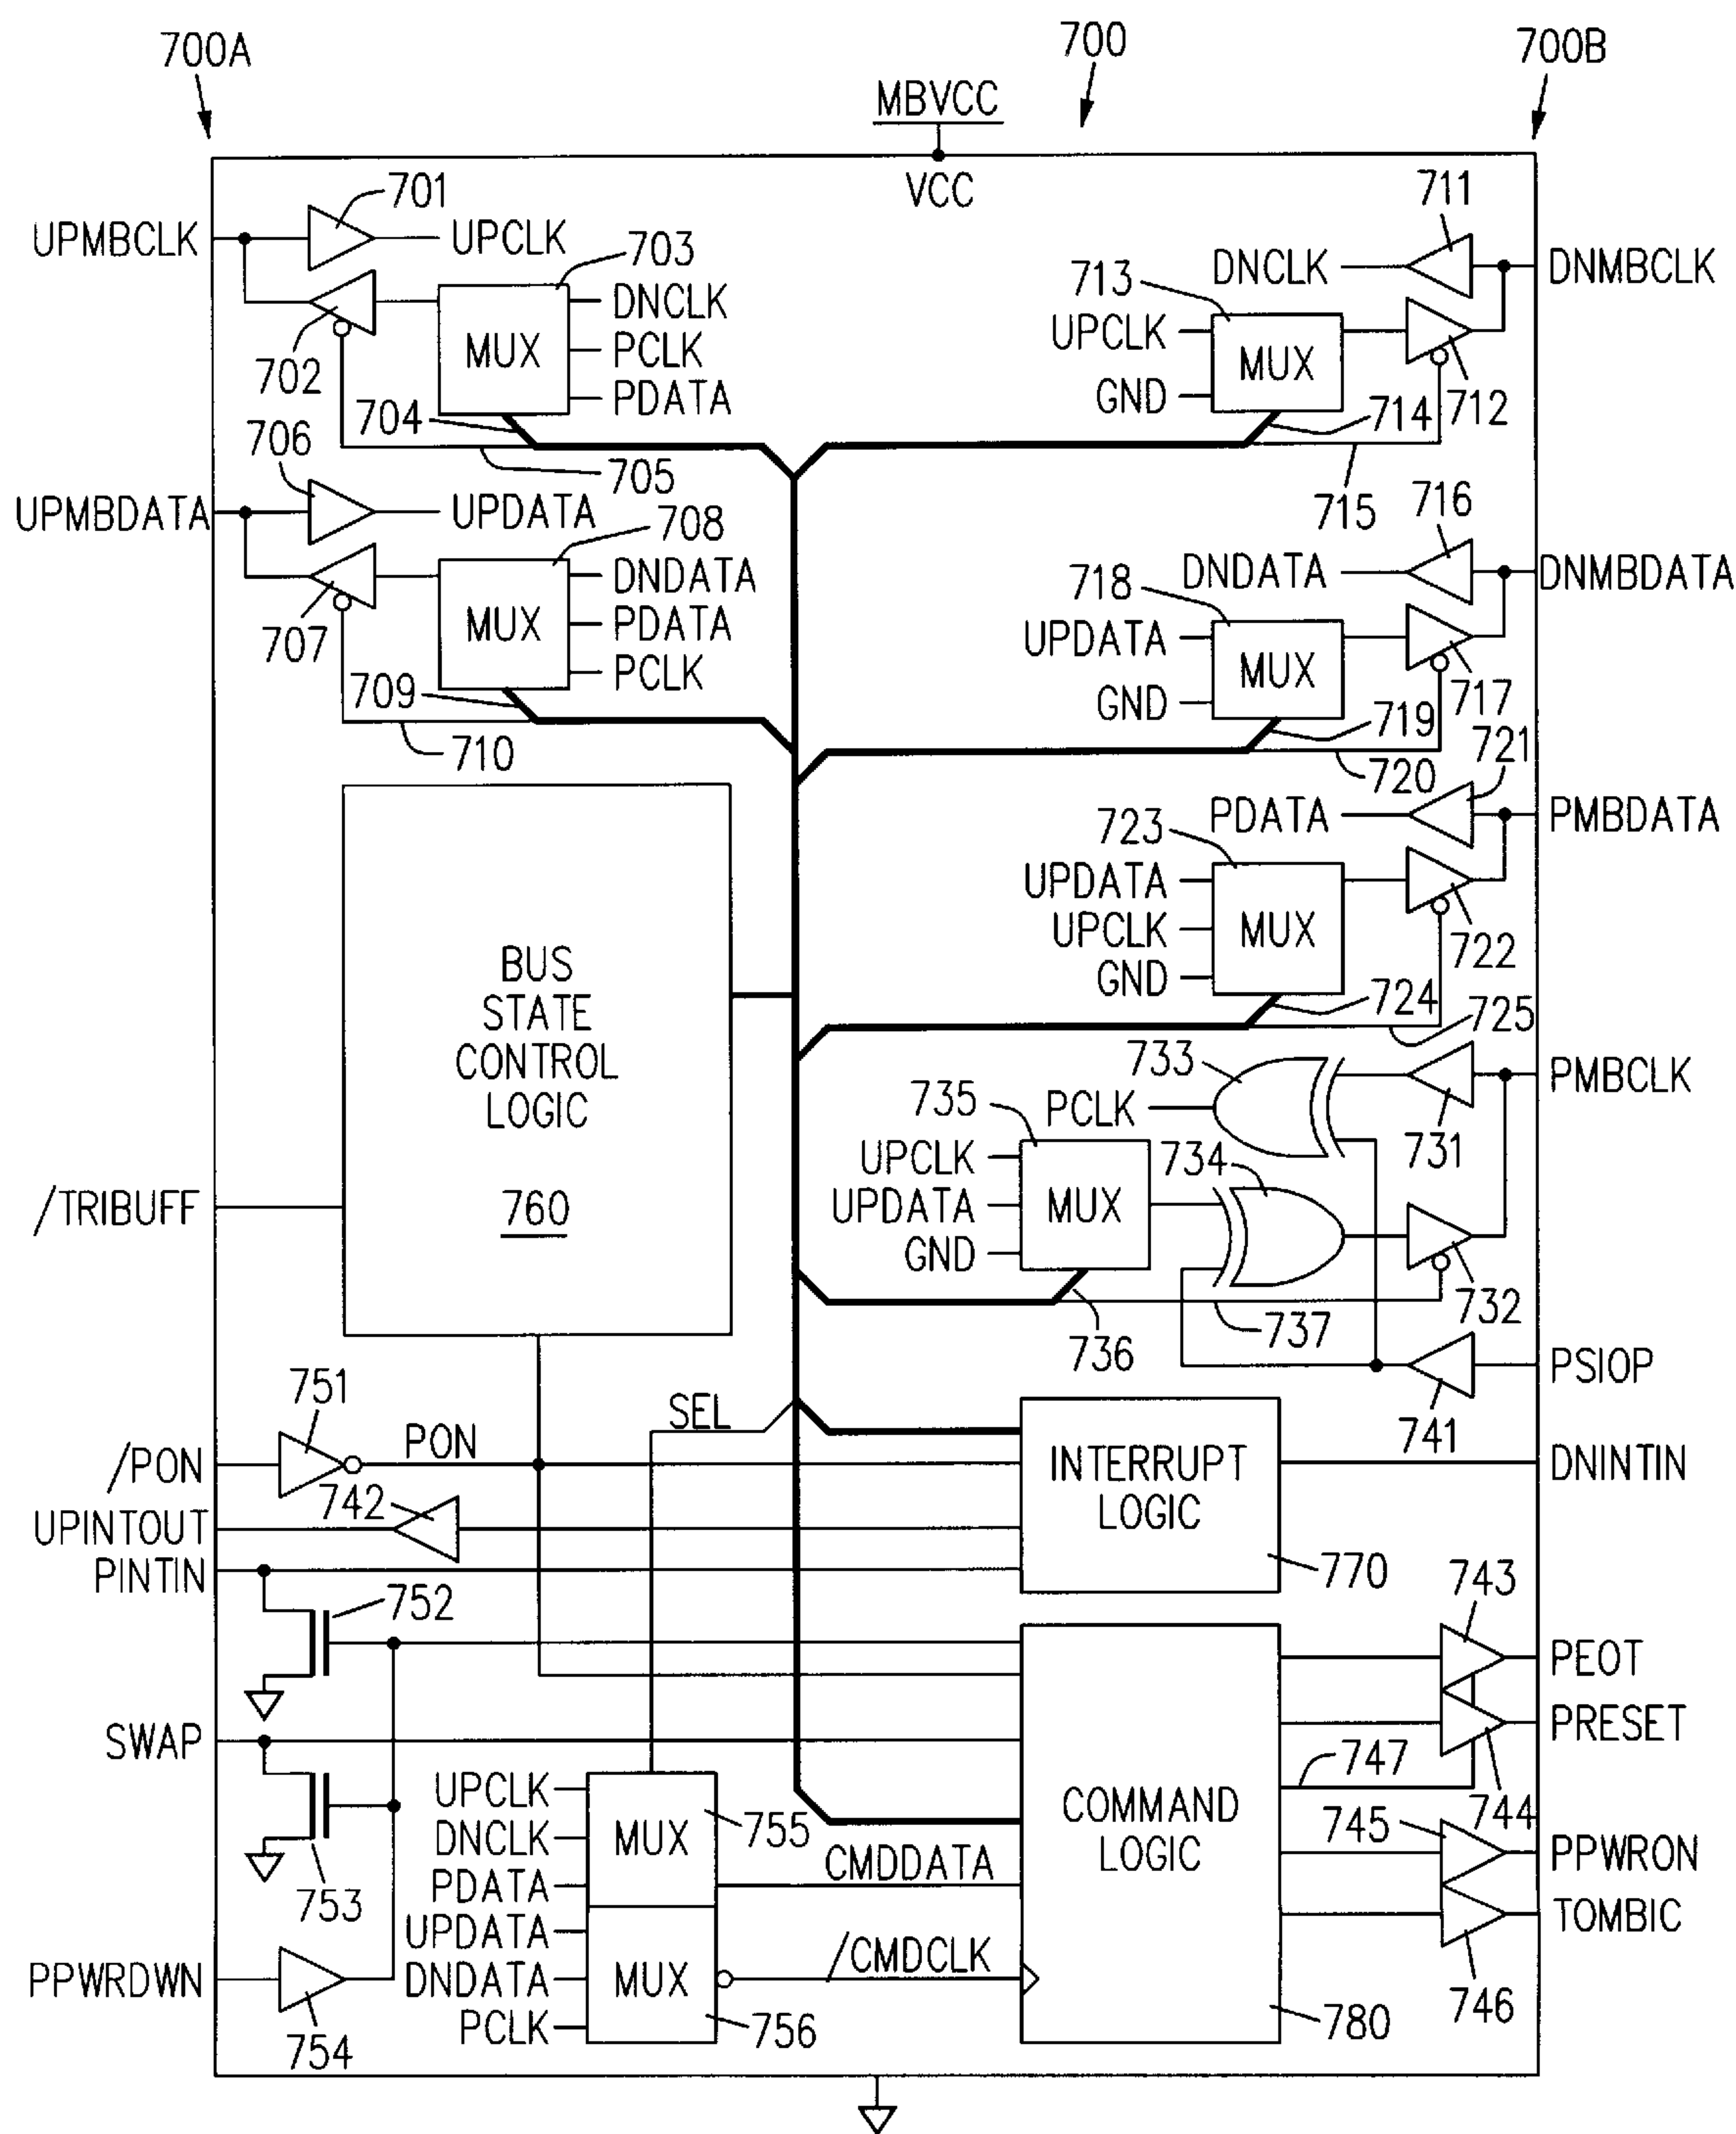 700A
700
700B
MBVCC
VCC
701
UPMBCLK
UPCLK
703
DNCLK
PCLK
PDATA
MUX
702
704
705
706
UPMBDATA
UPDATA
708
DNDATA
PDATA
PCLK
MUX
707
709
710
711
DNCLK
DNMBCLK
713
UPCLK
GND
MUX
712
714
715
716
DNDATA
DNMBDATA
718
UPDATA
GND
MUX
717
719
720
721
PDATA
PMBDATA
723
UPDATA
UPCLK
GND
MUX
722
724
725
733
PCLK
PMBCLK
731
735
734
UPCLK
UPDATA
GND
MUX
732
736
737
PSIOP
741
BUS
STATE
CONTROL
LOGIC
760
/TRIBUFF
751
/PON
PON
SEL
742
UPINTOUT
PINTIN
INTERRUPT
LOGIC
DNINTIN
770
752
743
PEOT
PRESET
SWAP
747
744
UPCLK
DNCLK
PDATA
MUX
755
CMDDATA
COMMAND
LOGIC
745
PPWRON
TOMBIC
753
UPDATA
DNDATA
PCLK
MUX
/CMDCLK
756
780
746
PPWRDWN
754